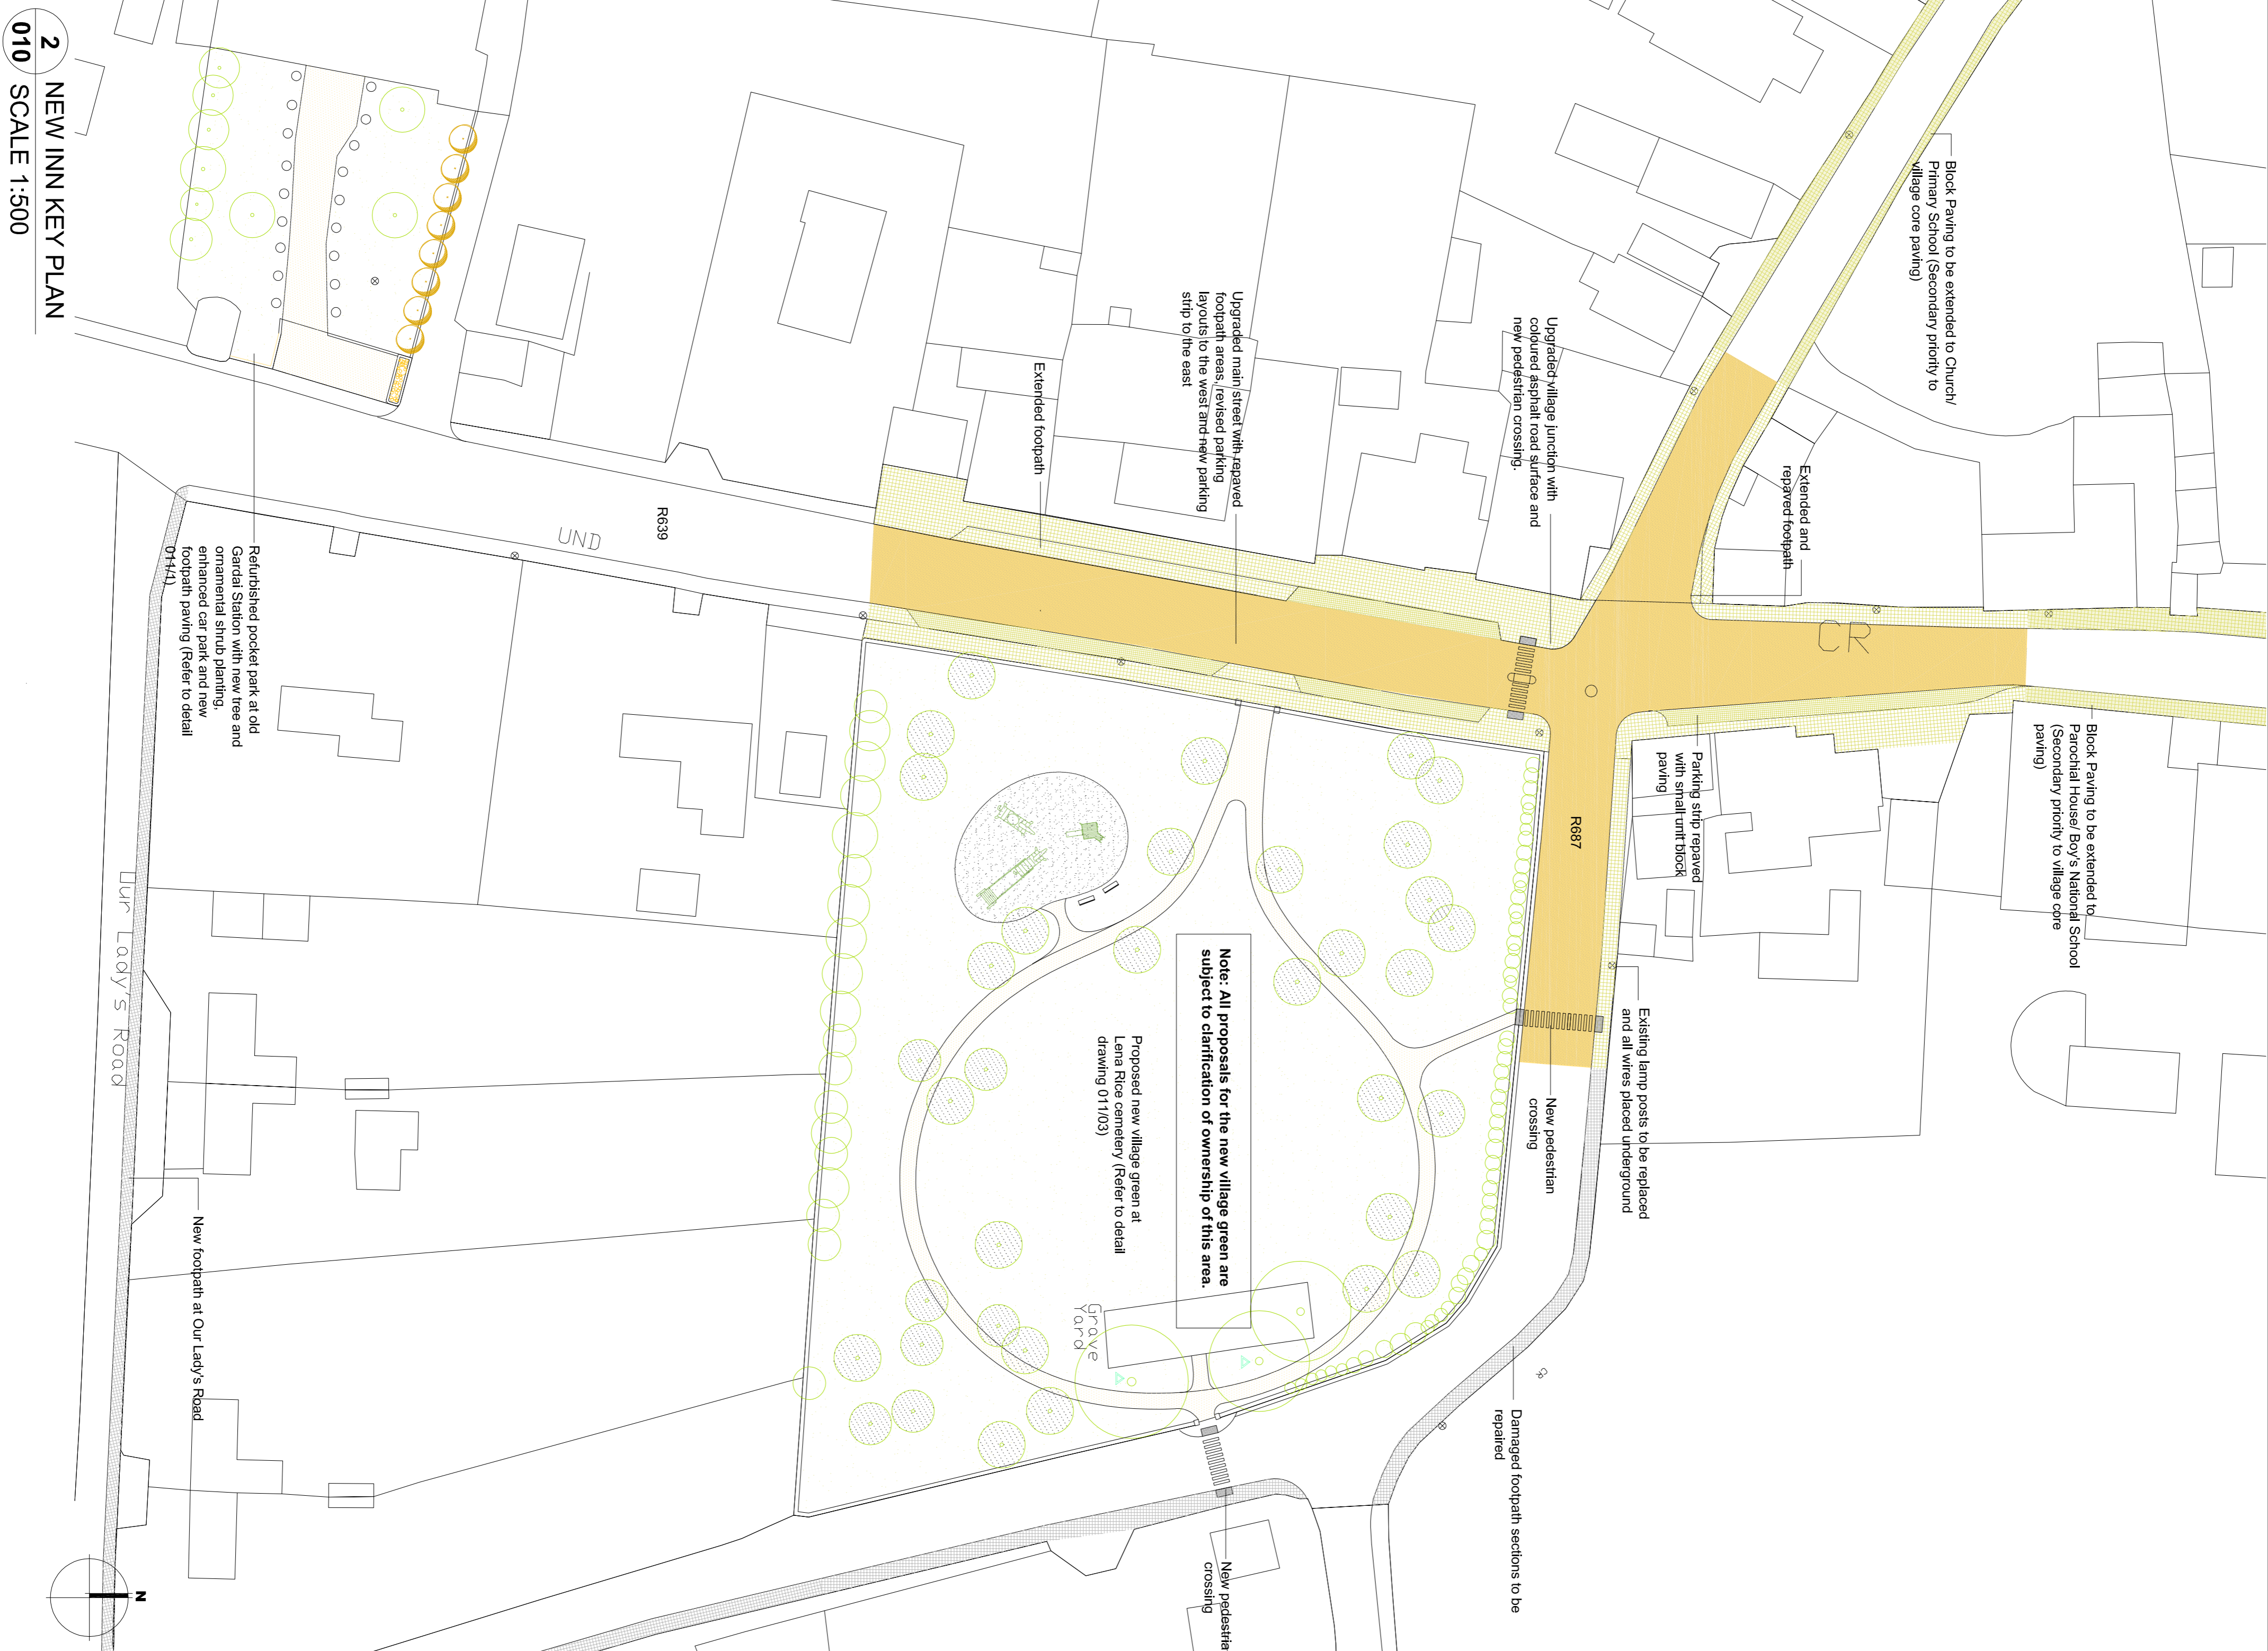 2
010
NEW INN KEY PLAN
SCALE 1:500
Block Paving to be extended to Church/
Primary School (Secondary priority to
village core paving)
Extended and
repaved footpath
Upgraded village junction with
coloured asphalt road surface and
new pedestrian crossing.
Upgraded main street with repaved
footpath areas, revised parking
layouts to the west and new parking
strip to the east
Extended footpath
R639
UND
CR
R687
Block Paving to be extended to
Parochial House/ Boy's National School
(Secondary priority to village core
paving)
Parking strip repaved
with small unit block
paving
Existing lamp posts to be replaced
and all wires placed underground
New pedestrian
crossing
Note: All proposals for the new village green are
subject to clarification of ownership of this area.
Proposed new village green at
Lena Rice cemetery (Refer to detail
drawing 011/03)
Grave
Yard
Damaged footpath sections to be
repaired
New pedestria
crossing
Refurbished pocket park at old
Gardai Station with new tree and
ornamental shrub planting,
enhanced car park and new
footpath paving (Refer to detail
011/1)
Our Lady's Road
New footpath at Our Lady's Road
N